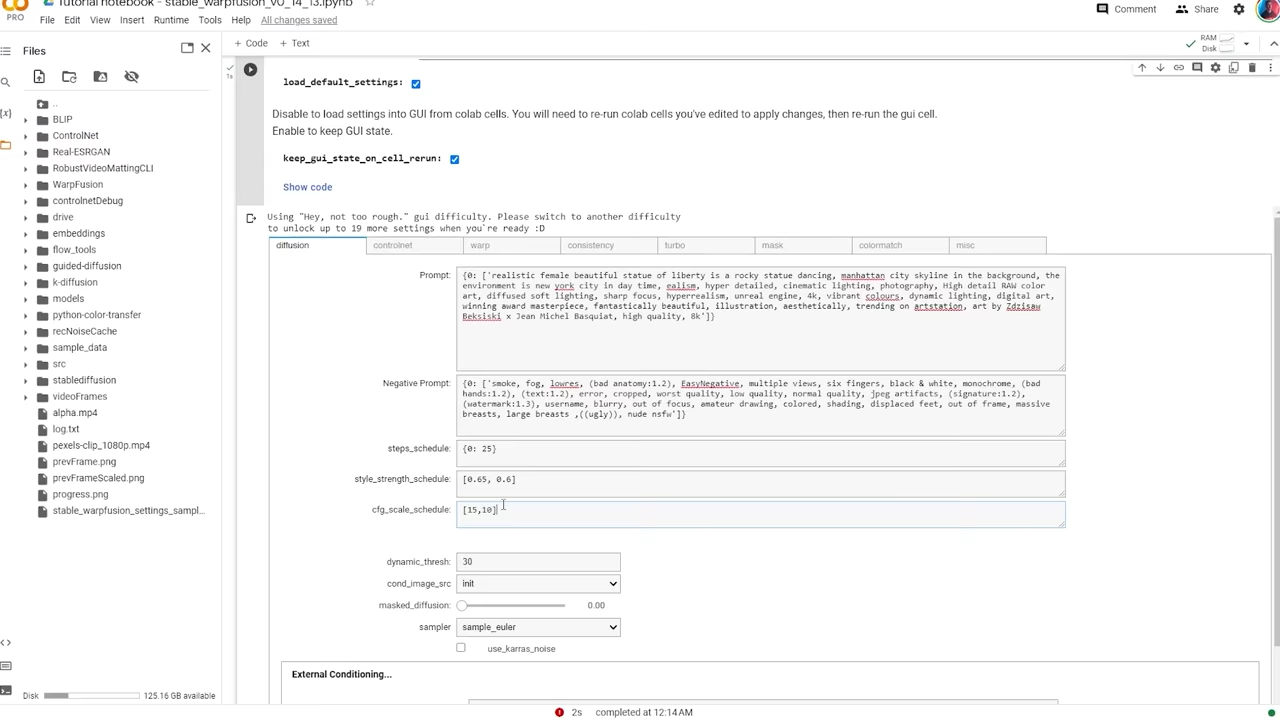 PRO
Tutorial notebook - stable_warpfusion_v0_14_13.ipynb
File Edit View Insert Runtime Tools Help All changes saved
Comment Share
Files
+ Code + Text
RAM
Disk
..
BLIP
ControlNet
Real-ESRGAN
RobustVideoMattingCLI
WarpFusion
controlnetDebug
drive
embeddings
flow_tools
guided-diffusion
k-diffusion
models
python-color-transfer
recNoiseCache
sample_data
src
stablediffusion
videoFrames
alpha.mp4
log.txt
pexels-clip_1080p.mp4
prevFrame.png
prevFrameScaled.png
progress.png
stable_warpfusion_settings_sampl...
Disk 125.16 GB available
1s
load_default_settings:
Disable to load settings into GUI from colab cells. You will need to re-run colab cells you've edited to apply changes, then re-run the gui cell.
Enable to keep GUI state.
keep_gui_state_on_cell_rerun:
Show code
Using "Hey, not too rough." gui difficulty. Please switch to another difficulty
to unlock up to 19 more settings when you`re ready :D
diffusion controlnet warp consistency turbo mask colormatch misc
Prompt:
{0: ['realistic female beautiful statue of liberty is a rocky statue dancing, manhattan city skyline in the background, the
environment is new york city in day time, ealism, hyper detailed, cinematic lighting, photography, High detail RAW color
art, diffused soft lighting, sharp focus, hyperrealism, unreal engine, 4k, vibrant colours, dynamic lighting, digital art,
winning award masterpiece, fantastically beautiful, illustration, aesthetically, trending on artstation, art by Zdzisaw
Beksiski x Jean Michel Basquiat, high quality, 8k']}
Negative Prompt:
{0: ['smoke, fog, lowres, (bad anatomy:1.2), EasyNegative, multiple views, six fingers, black & white, monochrome, (bad
hands:1.2), (text:1.2), error, cropped, worst quality, low quality, normal quality, jpeg artifacts, (signature:1.2),
(watermark:1.3), username, blurry, out of focus, amateur drawing, colored, shading, displaced feet, out of frame, massive
breasts, large breasts ,((ugly)), nude nsfw']}
steps_schedule: {0: 25}
style_strength_schedule: [0.65, 0.6]
cfg_scale_schedule: [15,10]
dynamic_thresh: 30
cond_image_src init
masked_diffusion: 0.00
sampler sample_euler
use_karras_noise
External Conditioning...
2s completed at 12:14 AM